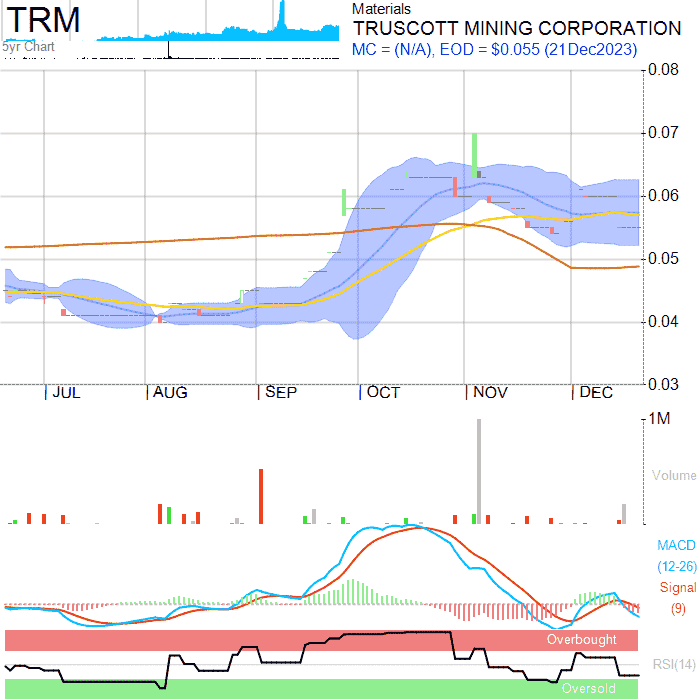 TRM
5yr Chart
Materials
TRUSCOTT MINING CORPORATION
MC = (N/A), EOD = $0.055 (21Dec2023)
0.08
0.07
0.06
0.05
0.04
0.03
JUL AUG SEP OCT NOV DEC
1M
Volume
MACD
(12-26)
Signal
(9)
Overbought
RSI(14)
Oversold